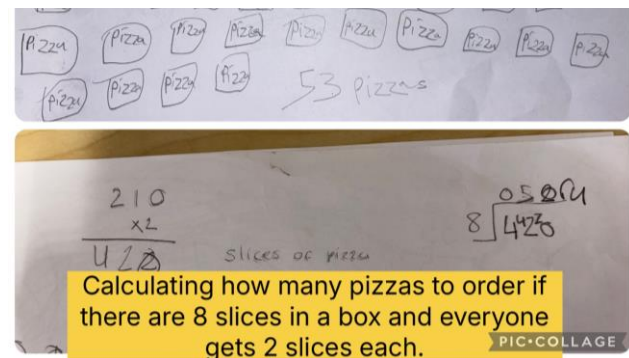 Pizza Pizza Pizza Pizza Pizza Pizza Pizza Pizza Pizza Pizza
Pizza Pizza Pizza Pizza 53 pizzas
210
x2
420 slices of pizza
052r4
8 4⁴2²0
Calculating how many pizzas to order if
there are 8 slices in a box and everyone
gets 2 slices each.
PIC•COLLAGE